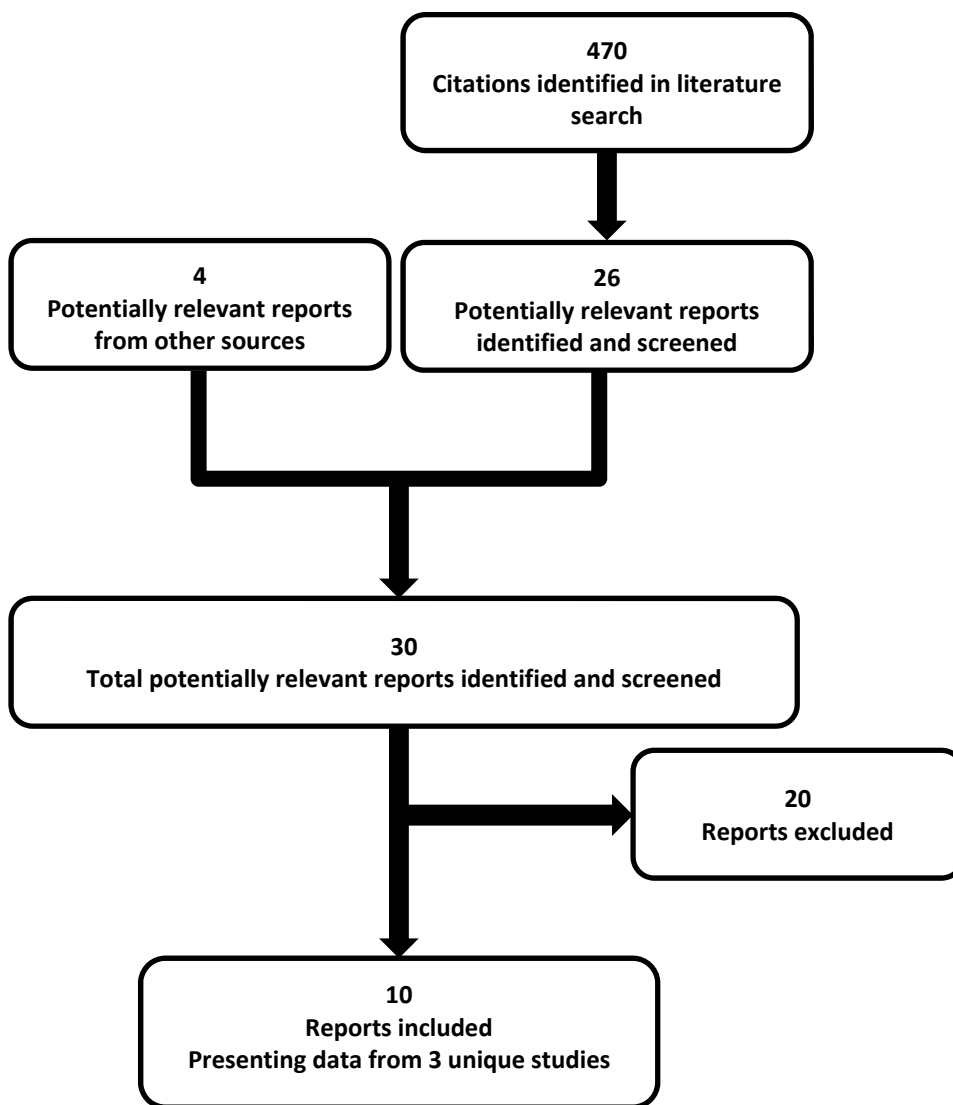 470
Citations identified in literature
search
4
Potentially relevant reports
from other sources
26
Potentially relevant reports
identified and screened
30
Total potentially relevant reports identified and screened
20
Reports excluded
10
Reports included
Presenting data from 3 unique studies